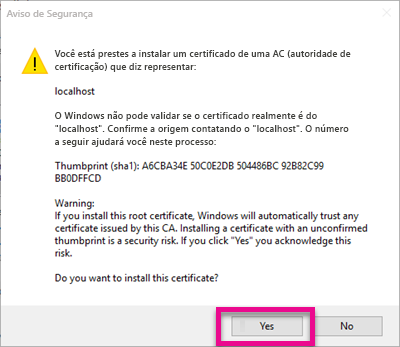 Aviso de Segurança
Você está prestes a instalar um certificado de uma AC (autoridade de
certificação) que diz representar:
localhost
O Windows não pode validar se o certificado realmente é do
"localhost". Confirme a origem contatando o "localhost". O número
a seguir ajudará você neste processo:
Thumbprint (sha1): A6CBA34E 50C0E2DB 504486BC 92B82C99
BB0DFFCD
Warning:
If you install this root certificate, Windows will automatically trust any
certificate issued by this CA. Installing a certificate with an unconfirmed
thumbprint is a security risk. If you click "Yes" you acknowledge this
risk.
Do you want to install this certificate?
Yes
No